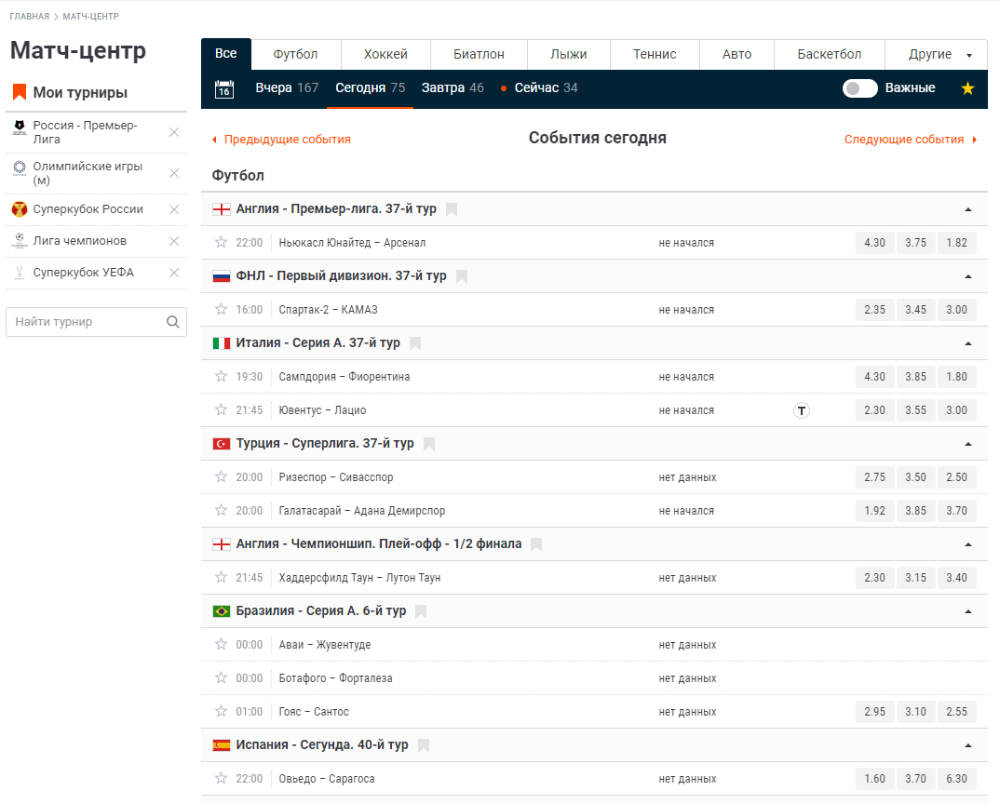 ГЛАВНАЯ > МАТЧ-ЦЕНТР
Матч-центр
Мои турниры
Россия - Премьер-
Лига
Олимпийские игры
(м)
Суперкубок России
Лига чемпионов
Суперкубок УЕФА
Найти турнир
Все Футбол Хоккей Биатлон Лыжи Теннис Авто Баскетбол Другие
16 Вчера 167 Сегодня 75 Завтра 46 Сейчас 34 Важные
Предыдущие события События сегодня Следующие события
Футбол
Англия - Премьер-лига. 37-й тур
22:00 Ньюкасл Юнайтед – Арсенал не начался 4.30 3.75 1.82
ФНЛ - Первый дивизион. 37-й тур
16:00 Спартак-2 – КАМАЗ не начался 2.35 3.45 3.00
Италия - Серия А. 37-й тур
19:30 Сампдория – Фиорентина не начался 4.30 3.85 1.80
21:45 Ювентус – Лацио не начался T 2.30 3.55 3.00
Турция - Суперлига. 37-й тур
20:00 Ризеспор – Сивасспор нет данных 2.75 3.50 2.50
20:00 Галатасарай – Адана Демирспор не начался 1.92 3.85 3.70
Англия - Чемпионшип. Плей-офф - 1/2 финала
21:45 Хаддерсфилд Таун – Лутон Таун нет данных 2.30 3.15 3.40
Бразилия - Серия А. 6-й тур
00:00 Аваи – Жувентуде нет данных
00:00 Ботафого – Форталеза нет данных
01:00 Гояс – Сантос нет данных 2.95 3.10 2.55
Испания - Сегунда. 40-й тур
22:00 Овьедо – Сарагоса нет данных 1.60 3.70 6.30